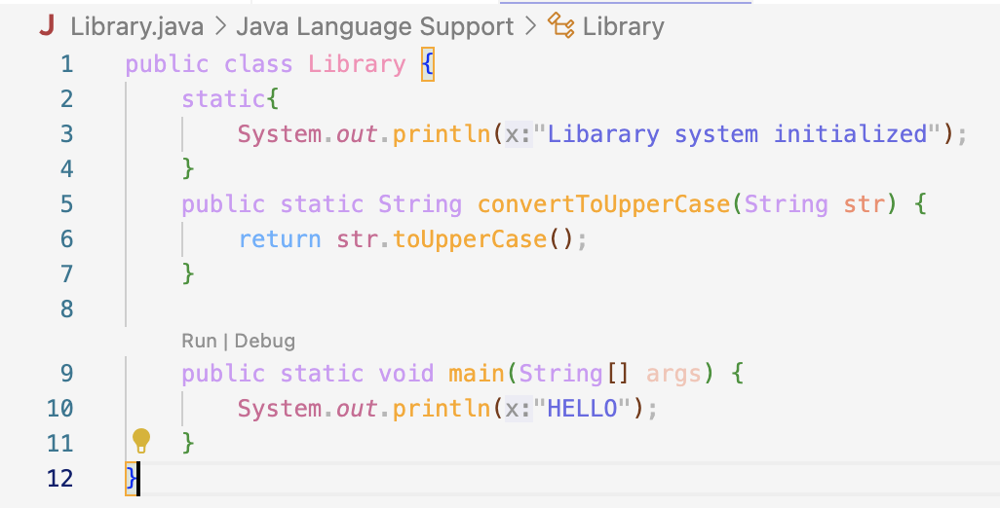 J Library.java > Java Language Support > Library
1 public class Library {
2 static{
3 System.out.println(x:"Libarary system initialized");
4 }
5 public static String convertToUpperCase(String str) {
6 return str.toUpperCase();
7 }
8
Run | Debug
9 public static void main(String[] args) {
10 System.out.println(x:"HELLO");
11 }
12 }